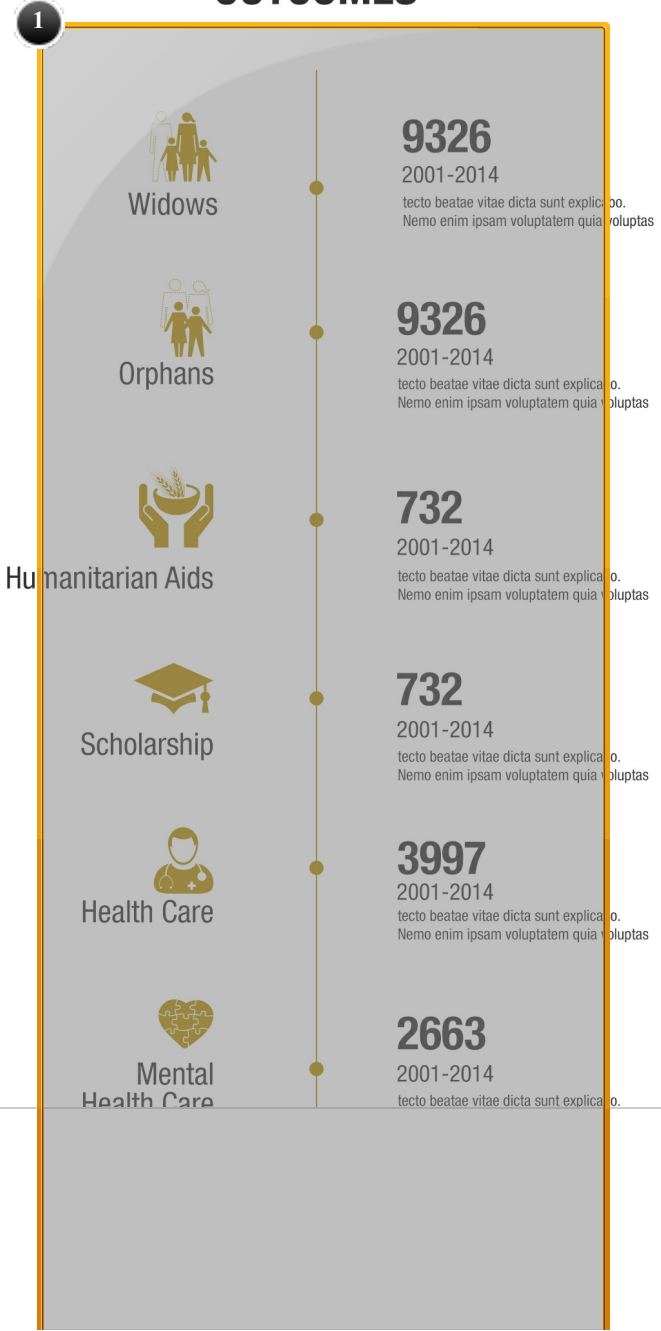 OUTCOMES
1
Widows
9326
2001-2014
tecto beatae vitae dicta sunt explicabo.
Nemo enim ipsam voluptatem quia voluptas
Orphans
9326
2001-2014
tecto beatae vitae dicta sunt explicabo.
Nemo enim ipsam voluptatem quia voluptas
Humanitarian Aids
732
2001-2014
tecto beatae vitae dicta sunt explicabo.
Nemo enim ipsam voluptatem quia voluptas
Scholarship
732
2001-2014
tecto beatae vitae dicta sunt explicabo.
Nemo enim ipsam voluptatem quia voluptas
Health Care
3997
2001-2014
tecto beatae vitae dicta sunt explicabo.
Nemo enim ipsam voluptatem quia voluptas
Mental
Health Care
2663
2001-2014
tecto beatae vitae dicta sunt explicabo.